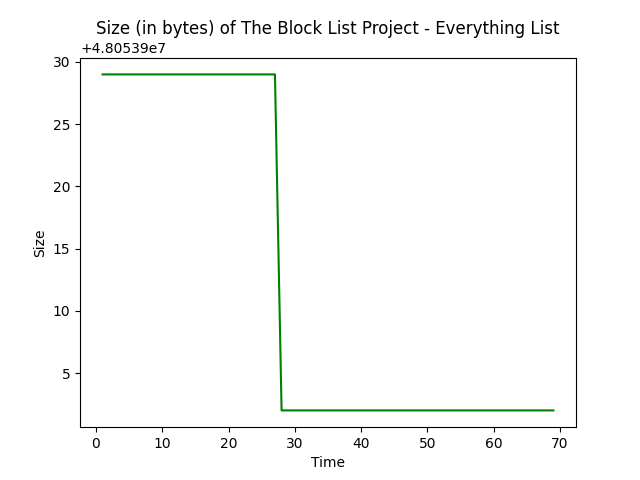 Size (in bytes) of The Block List Project - Everything List
+4.80539e7
30
25
20
15
10
5
Size
0 10 20 30 40 50 60 70
Time